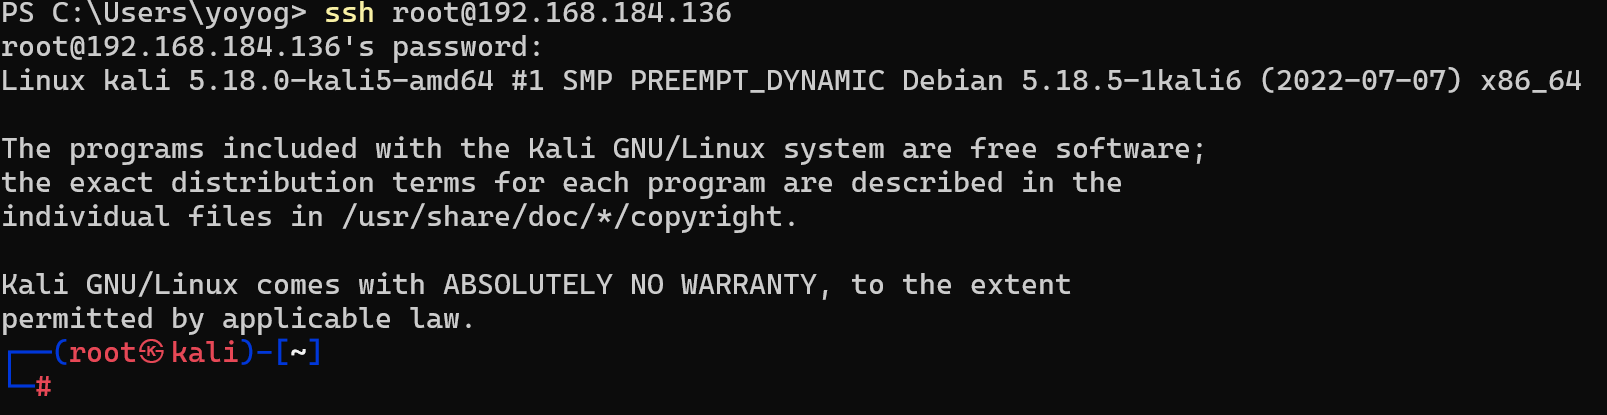 PS C:\Users\yoyog> ssh root@192.168.184.136
root@192.168.184.136's password:
Linux kali 5.18.0-kali5-amd64 #1 SMP PREEMPT_DYNAMIC Debian 5.18.5-1kali6 (2022-07-07) x86_64
The programs included with the Kali GNU/Linux system are free software;
the exact distribution terms for each program are described in the
individual files in /usr/share/doc/*/copyright.
Kali GNU/Linux comes with ABSOLUTELY NO WARRANTY, to the extent
permitted by applicable law.
┌──(root㉿kali)-[~]
└─#